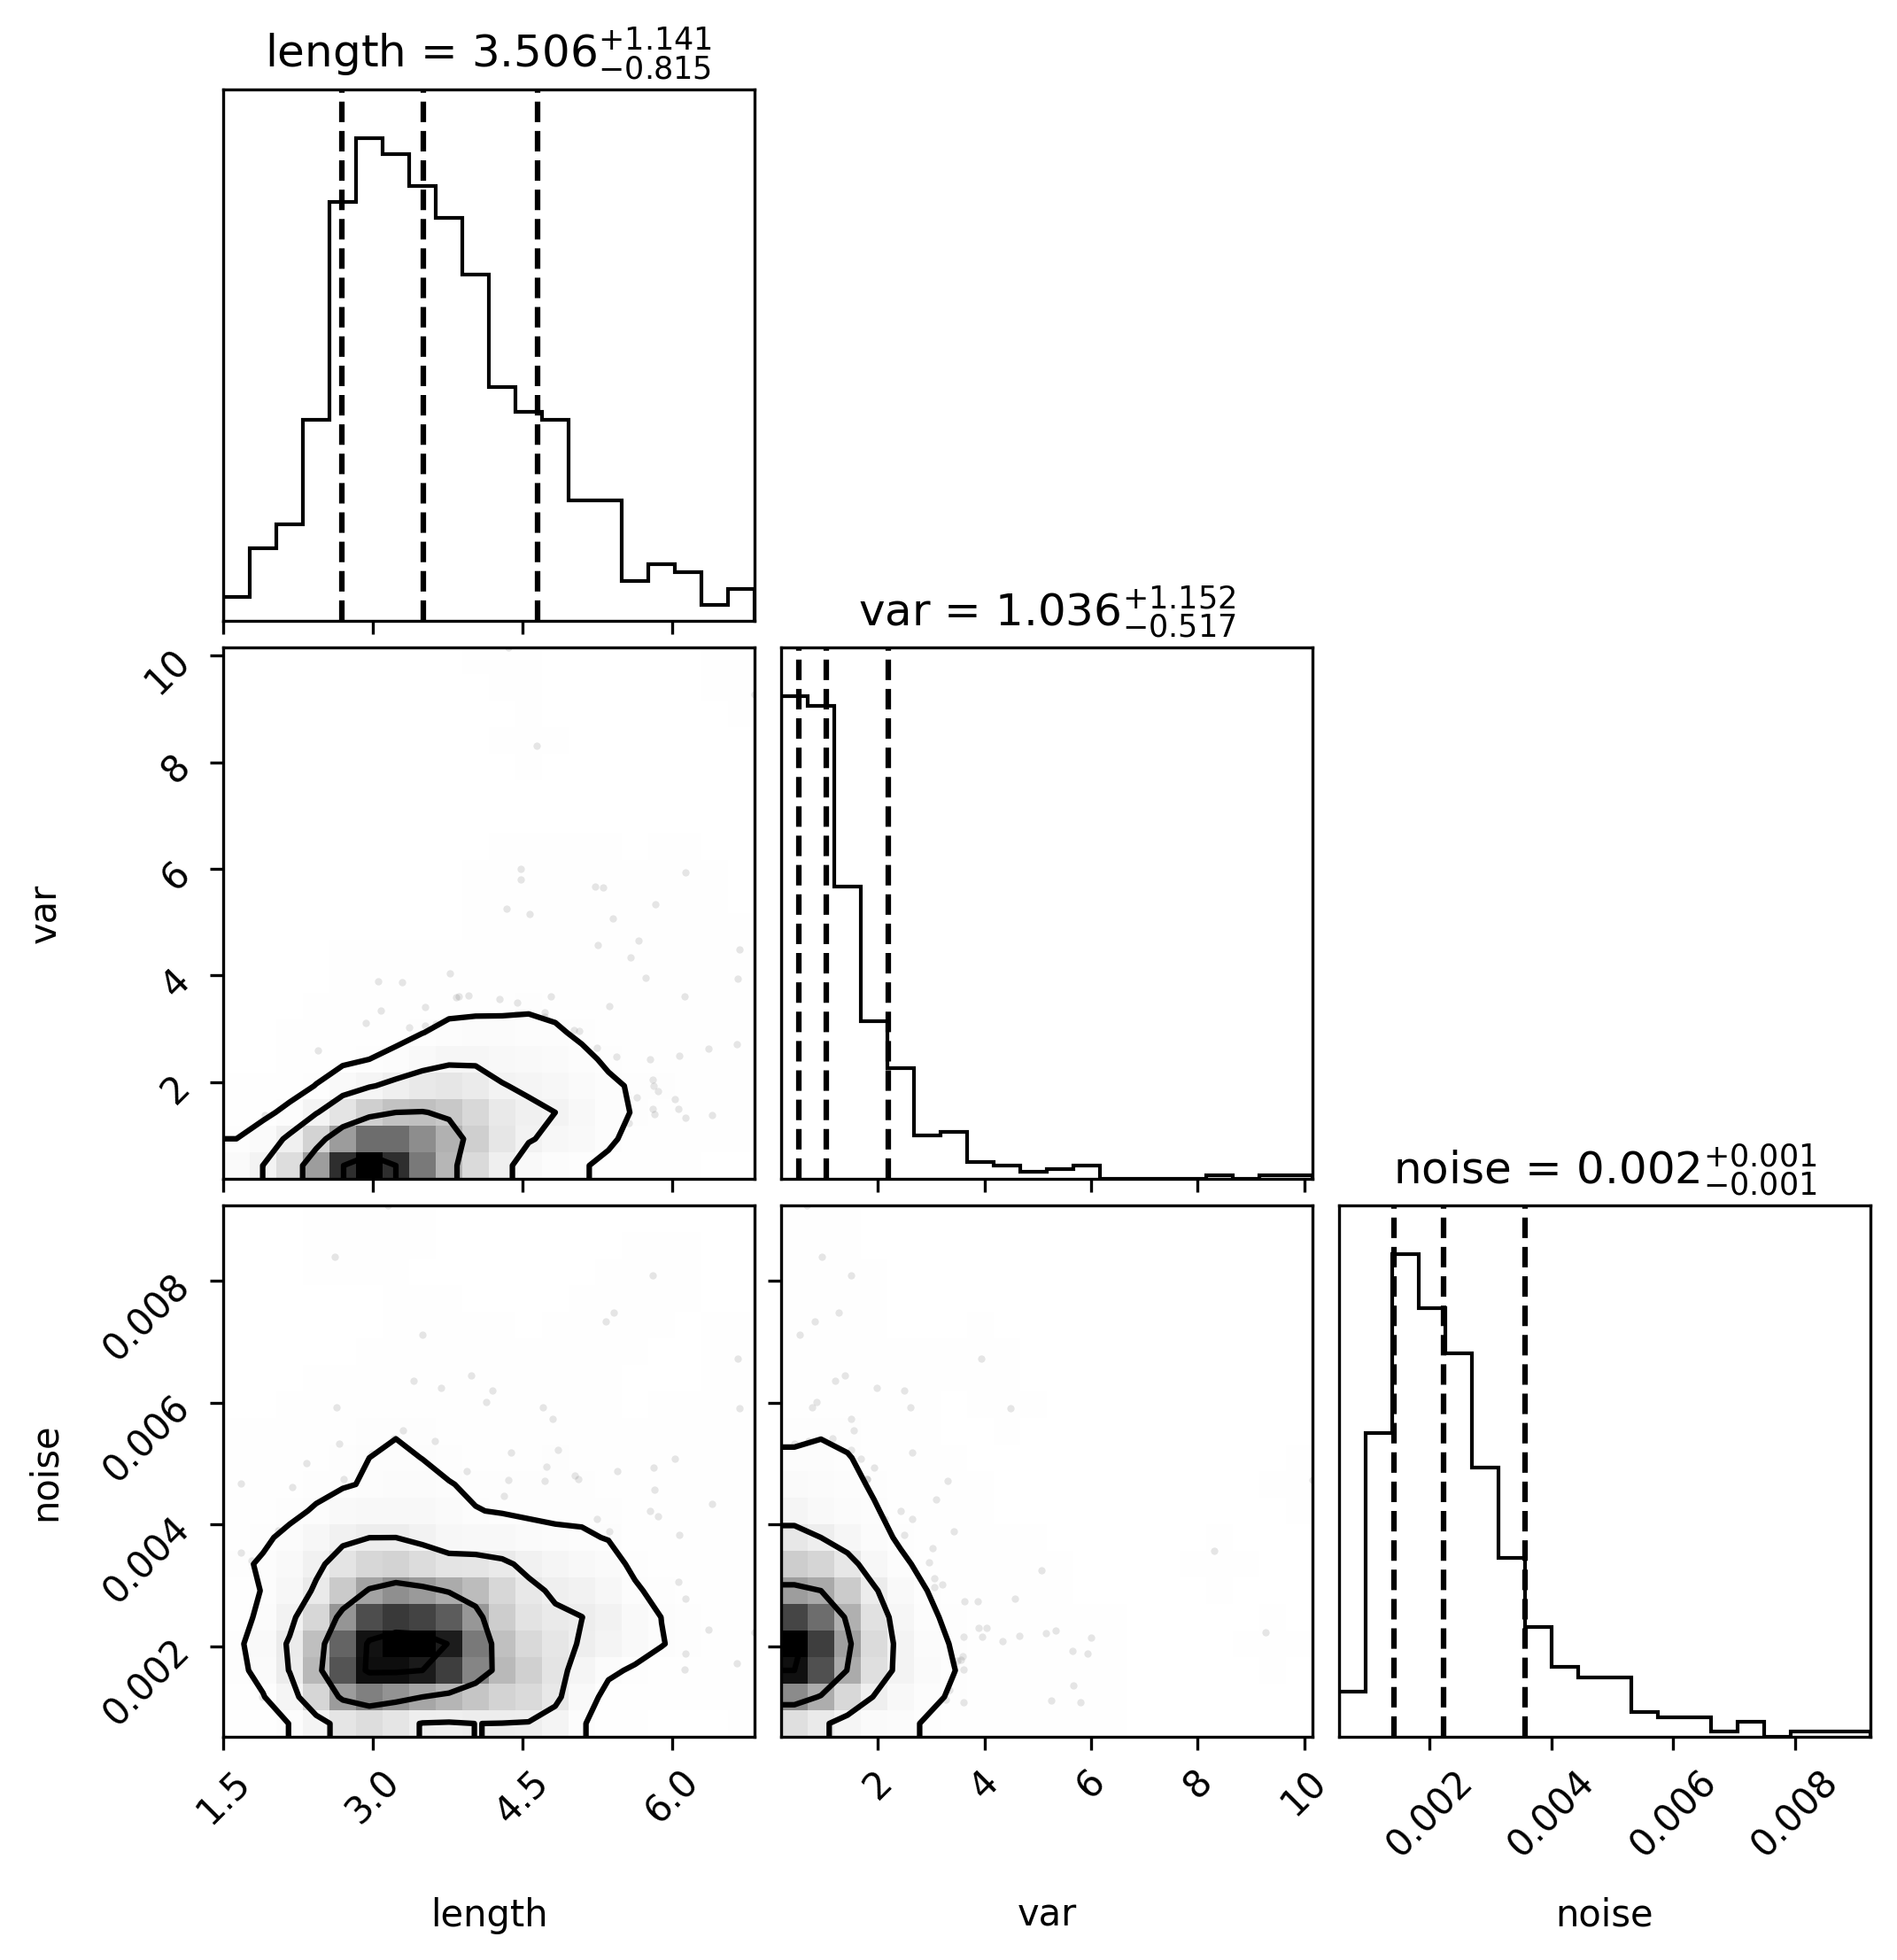 length = 3.506 +1.141 −0.815
var = 1.036 +1.152 −0.517
10
8
6
4
2
var
noise = 0.002 +0.001 −0.001
0.008
0.006
0.004
0.002
noise
1.5 3.0 4.5 6.0 2 4 6 8 10 0.002 0.004 0.006 0.008
length var noise